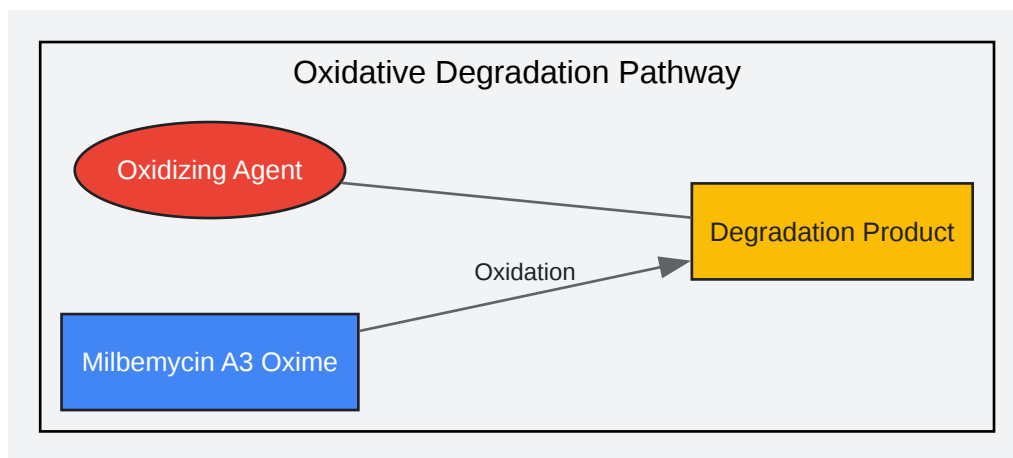 Oxidative Degradation Pathway
Oxidizing Agent
Degradation Product
Oxidation
Milbemycin A3 Oxime